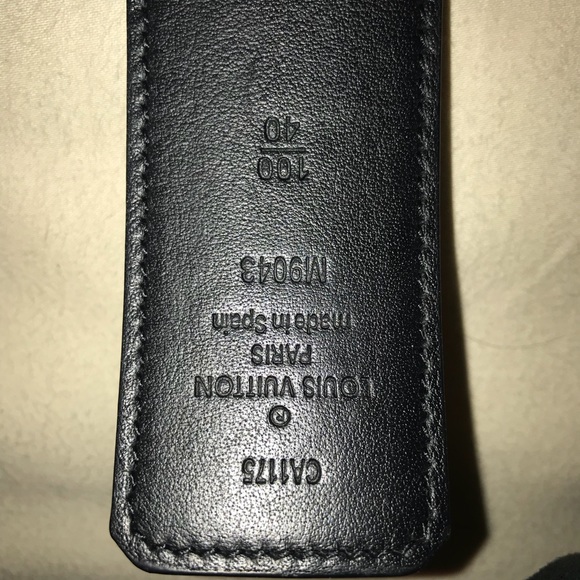 CA1175
®
LOUIS VUITTON
PARIS
made in Spain
M9043
100
40